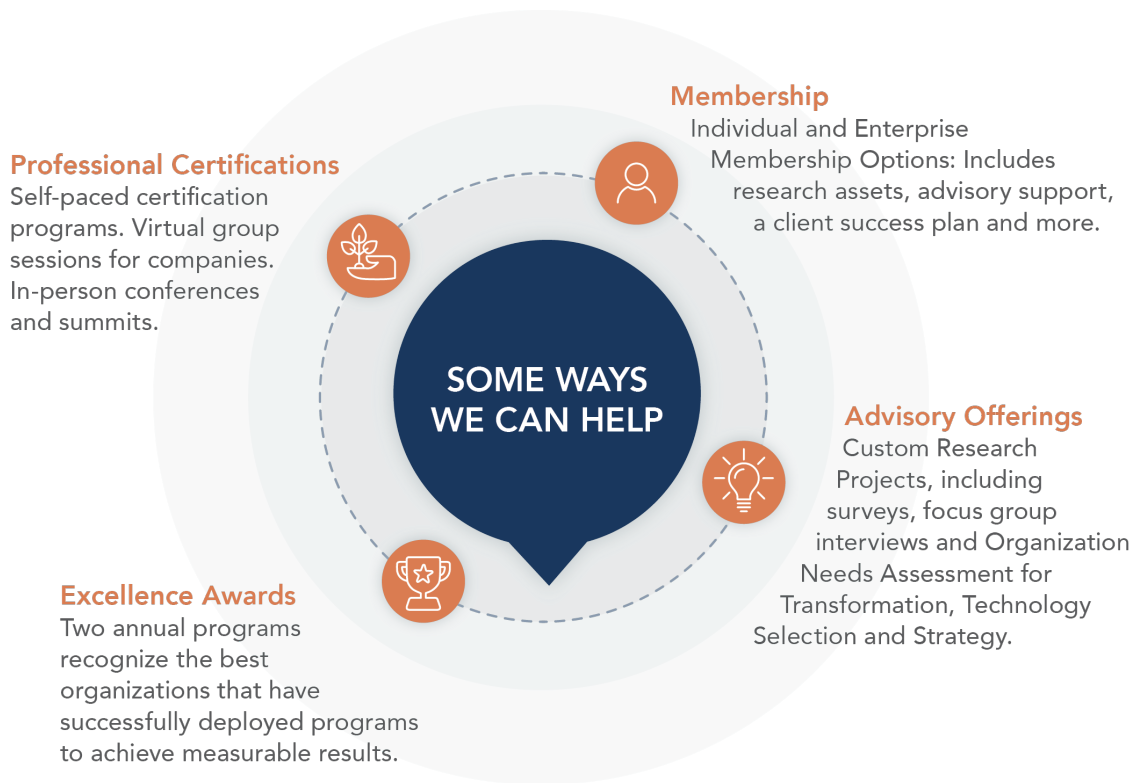 SOME WAYS
WE CAN HELP
Membership
Individual and Enterprise
Membership Options: Includes
research assets, advisory support,
a client success plan and more.
Professional Certifications
Self-paced certification
programs. Virtual group
sessions for companies.
In-person conferences
and summits.
Advisory Offerings
Custom Research
Projects, including
surveys, focus group
interviews and Organization
Needs Assessment for
Transformation, Technology
Selection and Strategy.
Excellence Awards
Two annual programs
recognize the best
organizations that have
successfully deployed programs
to achieve measurable results.